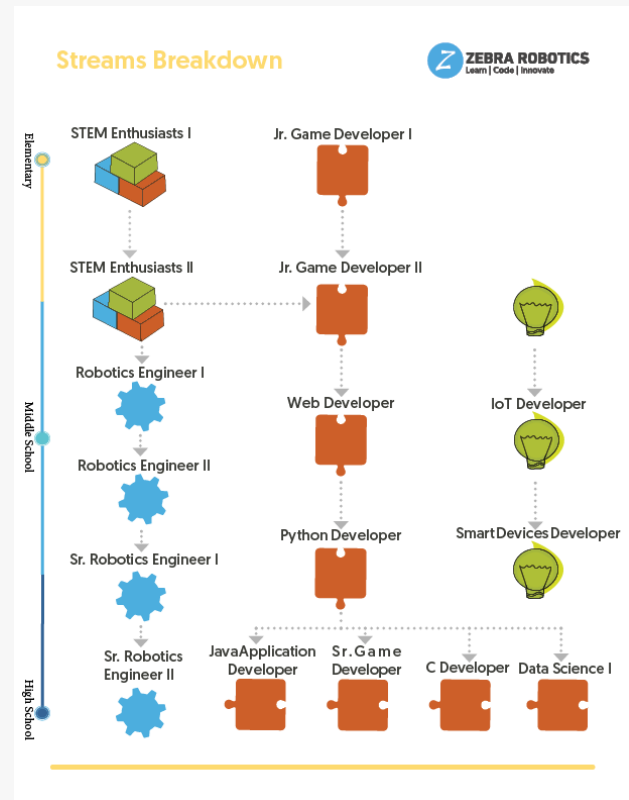 Streams Breakdown
ZEBRA ROBOTICS
Learn | Code | Innovate
Elementary
STEM Enthusiasts I
Jr. Game Developer I
STEM Enthusiasts II
Jr. Game Developer II
Robotics Engineer I
Web Developer
IoT Developer
Middle School
Robotics Engineer II
Python Developer
SmartDevices Developer
Sr. Robotics Engineer I
Sr. Robotics
Engineer II
JavaApplication
Developer
Sr.Game
Developer
C Developer
Data Science I
High School